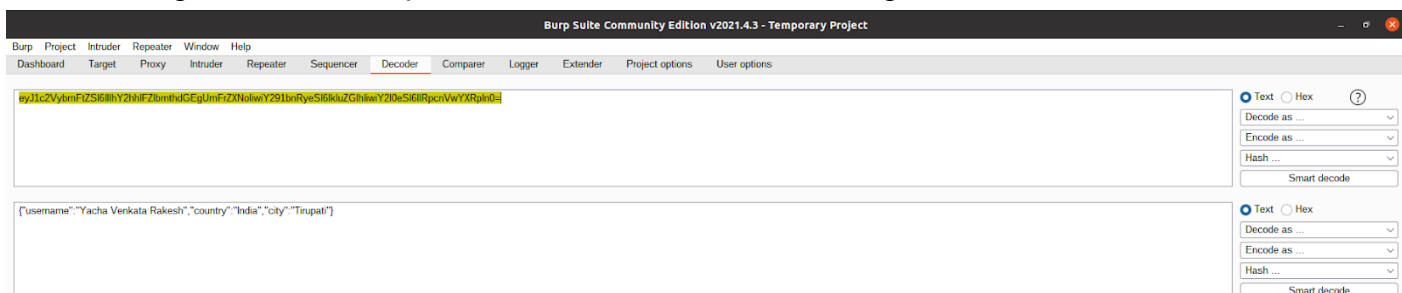 Burp Suite Community Edition v2021.4.3 - Temporary Project
Burp Project Intruder Repeater Window Help
Dashboard Target Proxy Intruder Repeater Sequencer Decoder Comparer Logger Extender Project options User options
eyJ1c2VybmFtZSI6IllhY2hhIFZlbmthdGEgUmFrZXNoIiwiY291bnRyeSI6IkluZGlhIiwiY2l0eSI6IlRpcnVwYXRpIn0=
Text Hex ?
Decode as ...
Encode as ...
Hash ...
Smart decode
{"username":"Yacha Venkata Rakesh","country":"India","city":"Tirupati"}
Text Hex
Decode as ...
Encode as ...
Hash ...
Smart decode